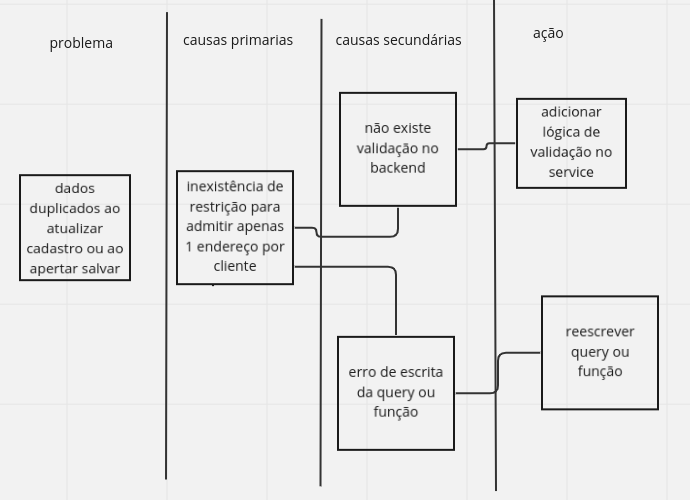 problema
causas primarias
causas secundárias
ação
dados
duplicados ao
atualizar
cadastro ou ao
apertar salvar
inexistência de
restrição para
admitir apenas
1 endereço por
cliente
não existe
validação no
backend
adicionar
lógica de
validação no
service
erro de escrita
da query ou
função
reescrever
query ou
função